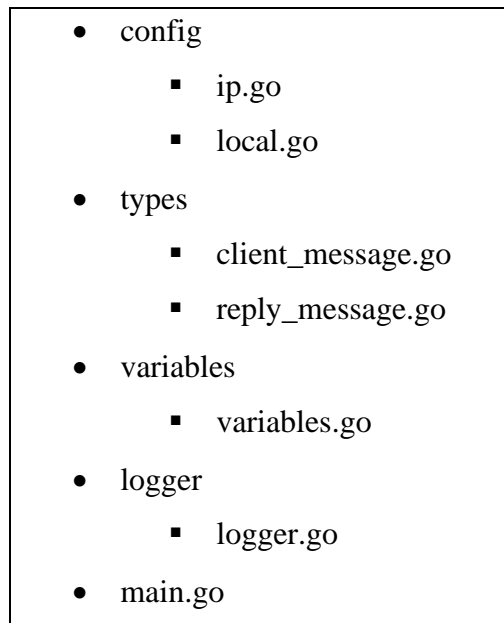 • config
▪ ip.go
▪ local.go
• types
▪ client_message.go
▪ reply_message.go
• variables
▪ variables.go
• logger
▪ logger.go
• main.go